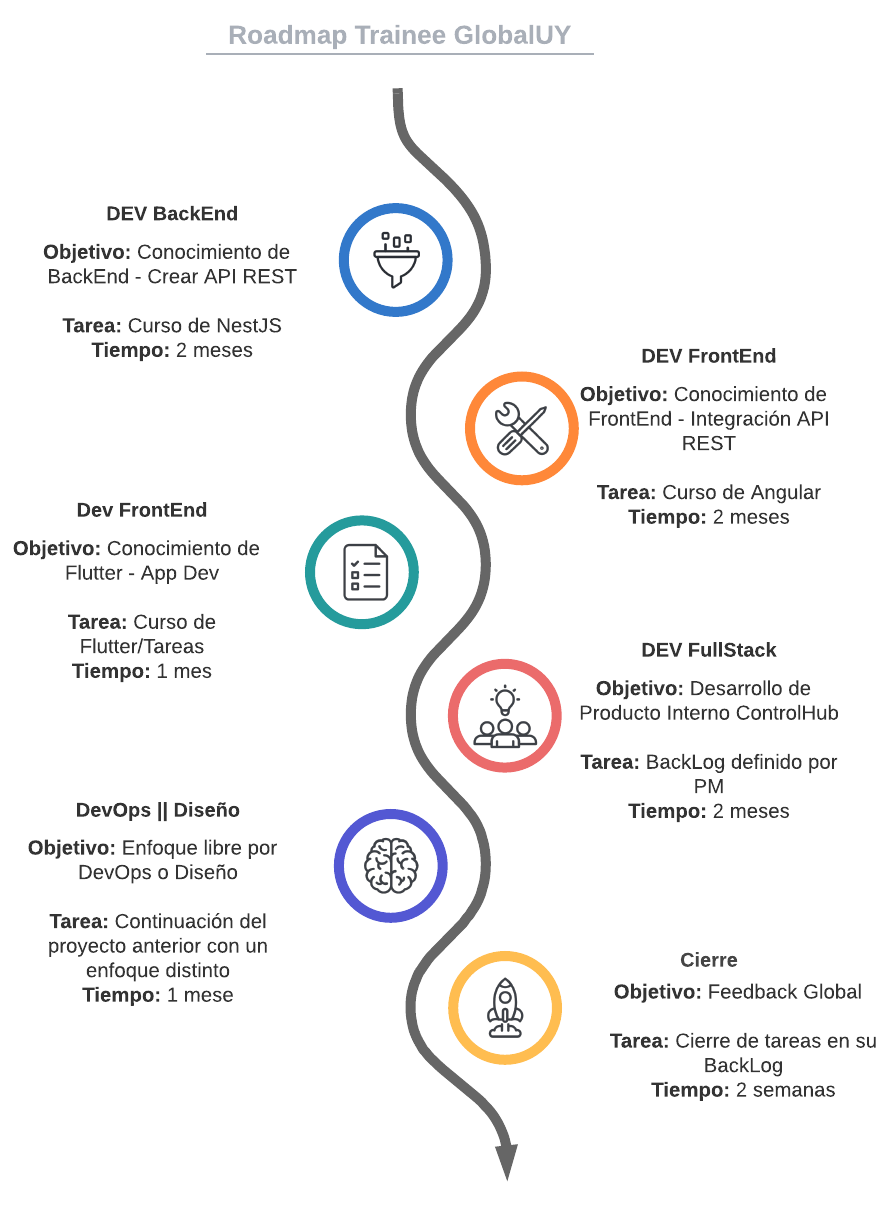 Roadmap Trainee GlobalUY
DEV BackEnd
Objetivo: Conocimiento de
BackEnd - Crear API REST
Tarea: Curso de NestJS
Tiempo: 2 meses
DEV FrontEnd
Objetivo: Conocimiento de
FrontEnd - Integración API
REST
Tarea: Curso de Angular
Tiempo: 2 meses
Dev FrontEnd
Objetivo: Conocimiento de
Flutter - App Dev
Tarea: Curso de
Flutter/Tareas
Tiempo: 1 mes
DEV FullStack
Objetivo: Desarrollo de
Producto Interno ControlHub
Tarea: BackLog definido por
PM
Tiempo: 2 meses
DevOps || Diseño
Objetivo: Enfoque libre por
DevOps o Diseño
Tarea: Continuación del
proyecto anterior con un
enfoque distinto
Tiempo: 1 mese
Cierre
Objetivo: Feedback Global
Tarea: Cierre de tareas en su
BackLog
Tiempo: 2 semanas